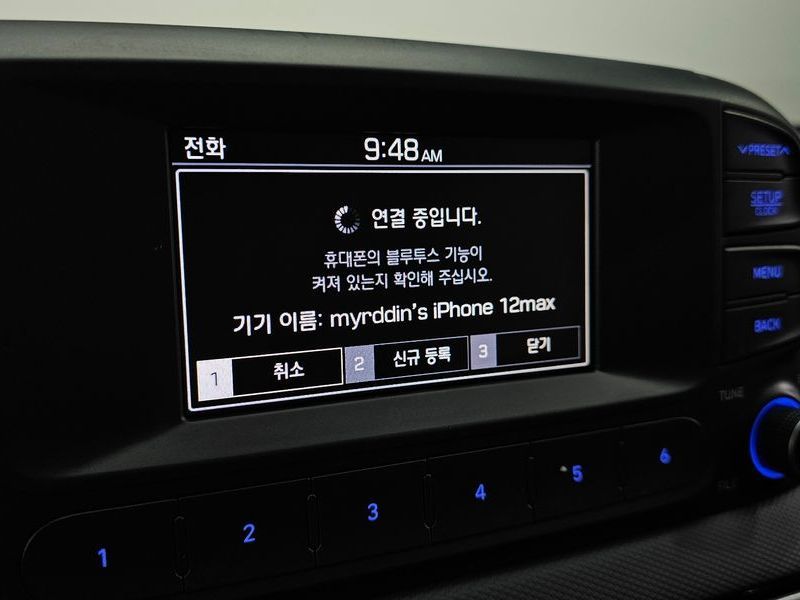 전화 9:48 AM
연결 중입니다.
휴대폰의 블루투스 기능이
켜져 있는지 확인해 주십시오.
기기 이름: myrddin's iPhone 12max
1 취소 2 신규 등록 3 닫기
PRESET
SETUP
CLOCK
MENU
BACK
TUNE
1 2 3 4 5 6